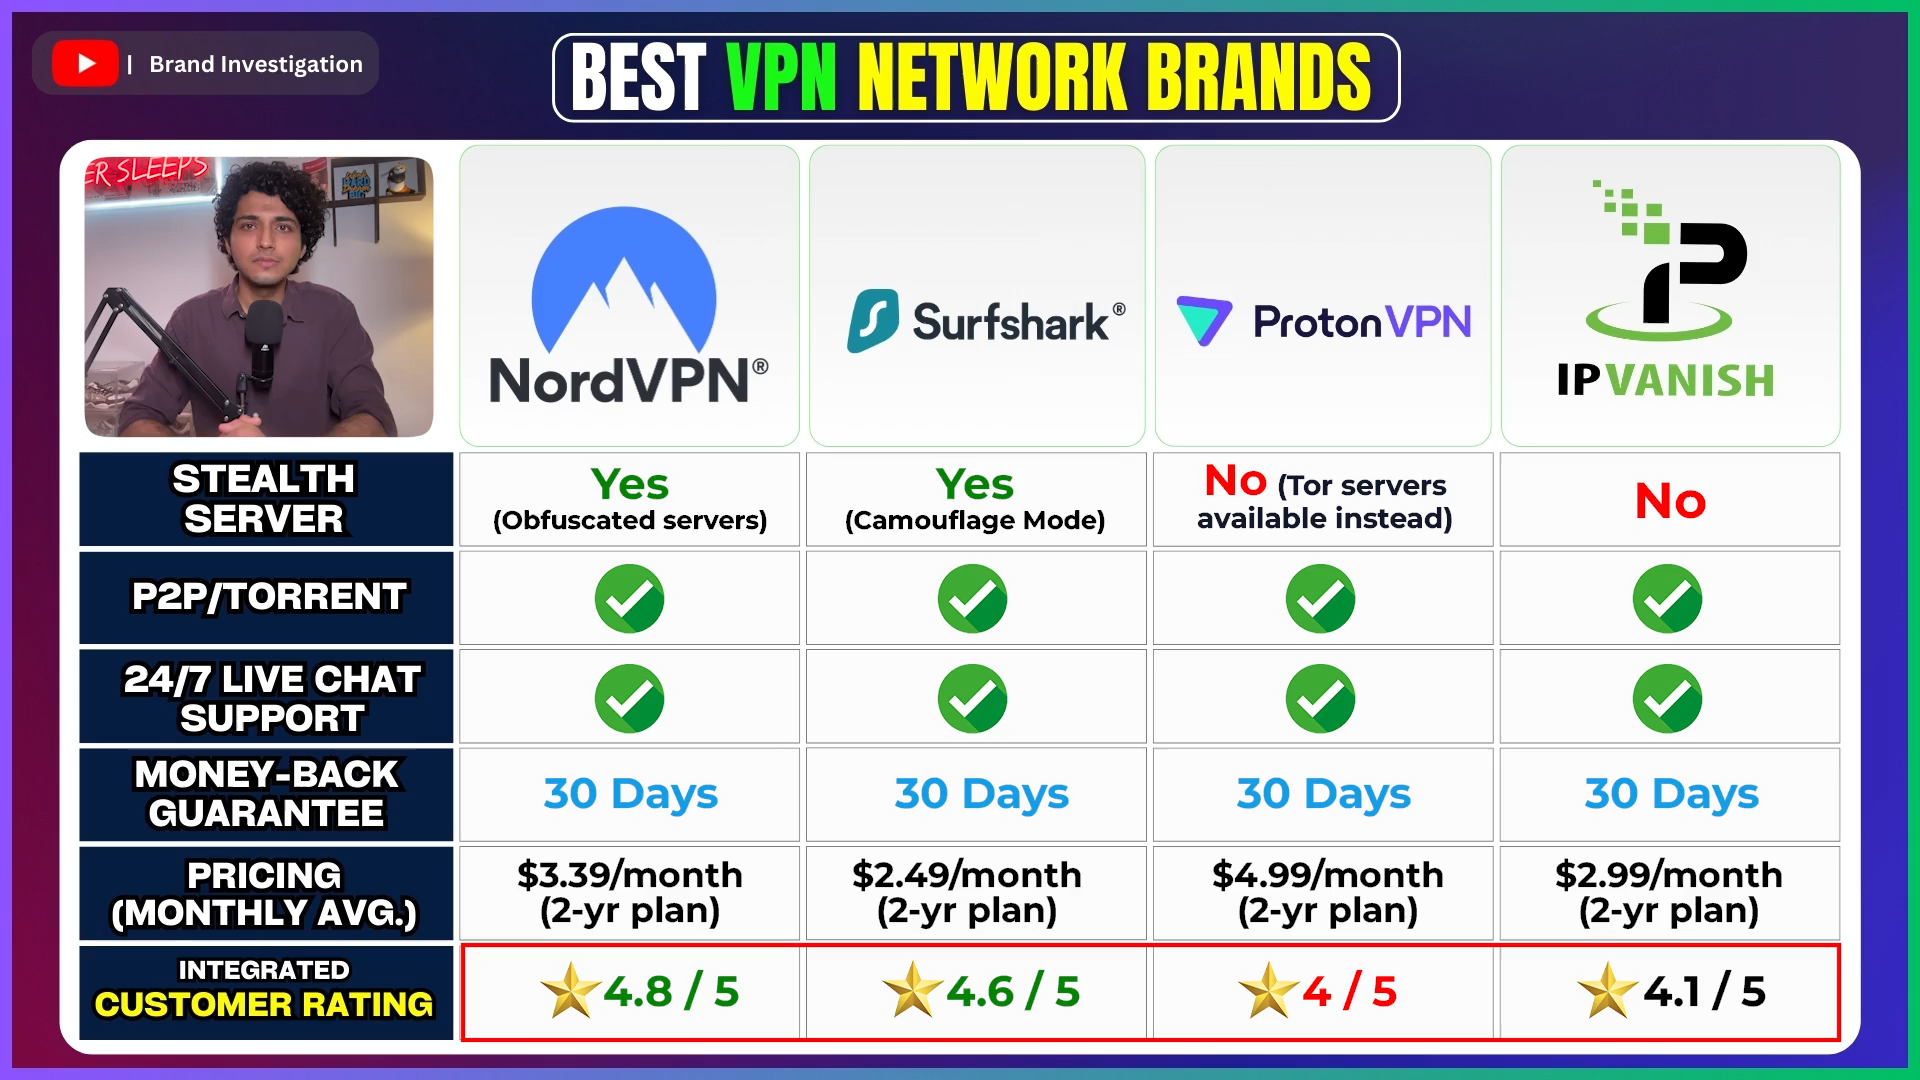 | Brand Investigation
BEST VPN NETWORK BRANDS
ER SLEEPS
NordVPN®
Surfshark®
ProtonVPN
IPVANISH
STEALTH
SERVER
Yes
(Obfuscated servers)
Yes
(Camouflage Mode)
No (Tor servers
available instead)
No
P2P/TORRENT
24/7 LIVE CHAT
SUPPORT
MONEY-BACK
GUARANTEE
30 Days
30 Days
30 Days
30 Days
PRICING
(MONTHLY AVG.)
$3.39/month
(2-yr plan)
$2.49/month
(2-yr plan)
$4.99/month
(2-yr plan)
$2.99/month
(2-yr plan)
INTEGRATED
CUSTOMER RATING
4.8 / 5
4.6 / 5
4 / 5
4.1 / 5